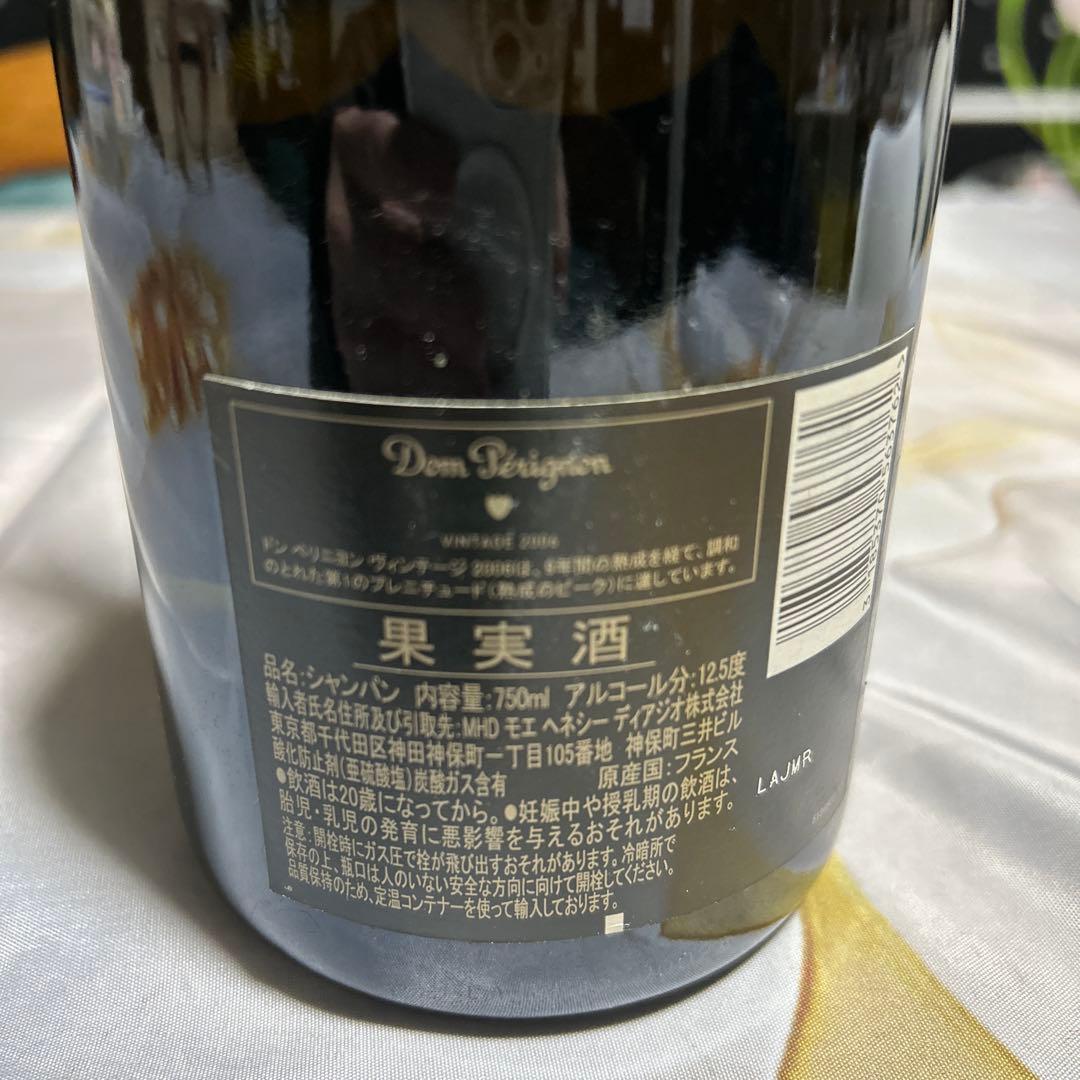 Dom Pérignon
VINTAGE 2006
ドン ペリニヨン ヴィンテージ 2006は、9年間の熟成を経て、調和
のとれた第1のプレニチュード(熟成のピーク)に達しています。
果実酒
品名:シャンパン 内容量:750ml アルコール分:12.5度
輸入者氏名住所及び引取先:MHD モエ ヘネシー ディアジオ株式会社
東京都千代田区神田神保町一丁目105番地 神保町三井ビル
酸化防止剤(亜硫酸塩)炭酸ガス含有 原産国:フランス
●飲酒は20歳になってから。●妊娠中や授乳期の飲酒は、
胎児・乳児の発育に悪影響を与えるおそれがあります。
注意:開栓時にガス圧で栓が飛び出すおそれがあります。冷暗所で
保存の上、瓶口は人のいない安全な方向に向けて開栓してください。
品質保持のため、定温コンテナーを使って輸入しております。
LAJMR